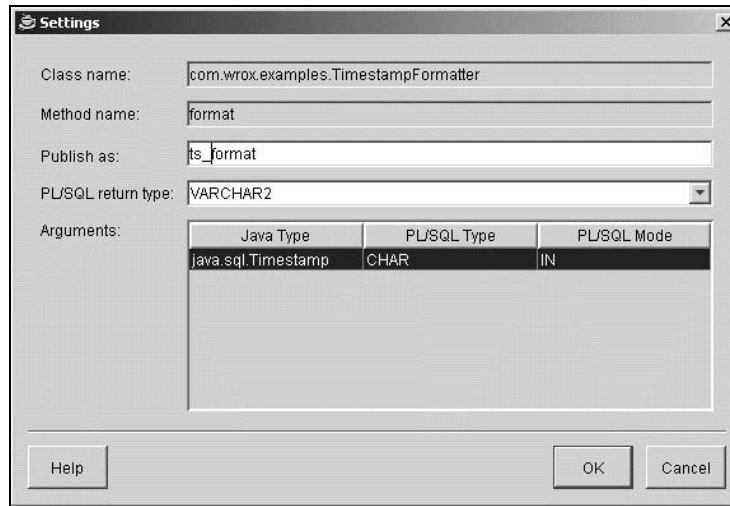 Settings
Class name: com.wrox.examples.TimestampFormatter
Method name: format
Publish as: ts_format
PL/SQL return type: VARCHAR2
Arguments: Java Type PL/SQL Type PL/SQL Mode
java.sql.Timestamp CHAR IN
Help OK Cancel